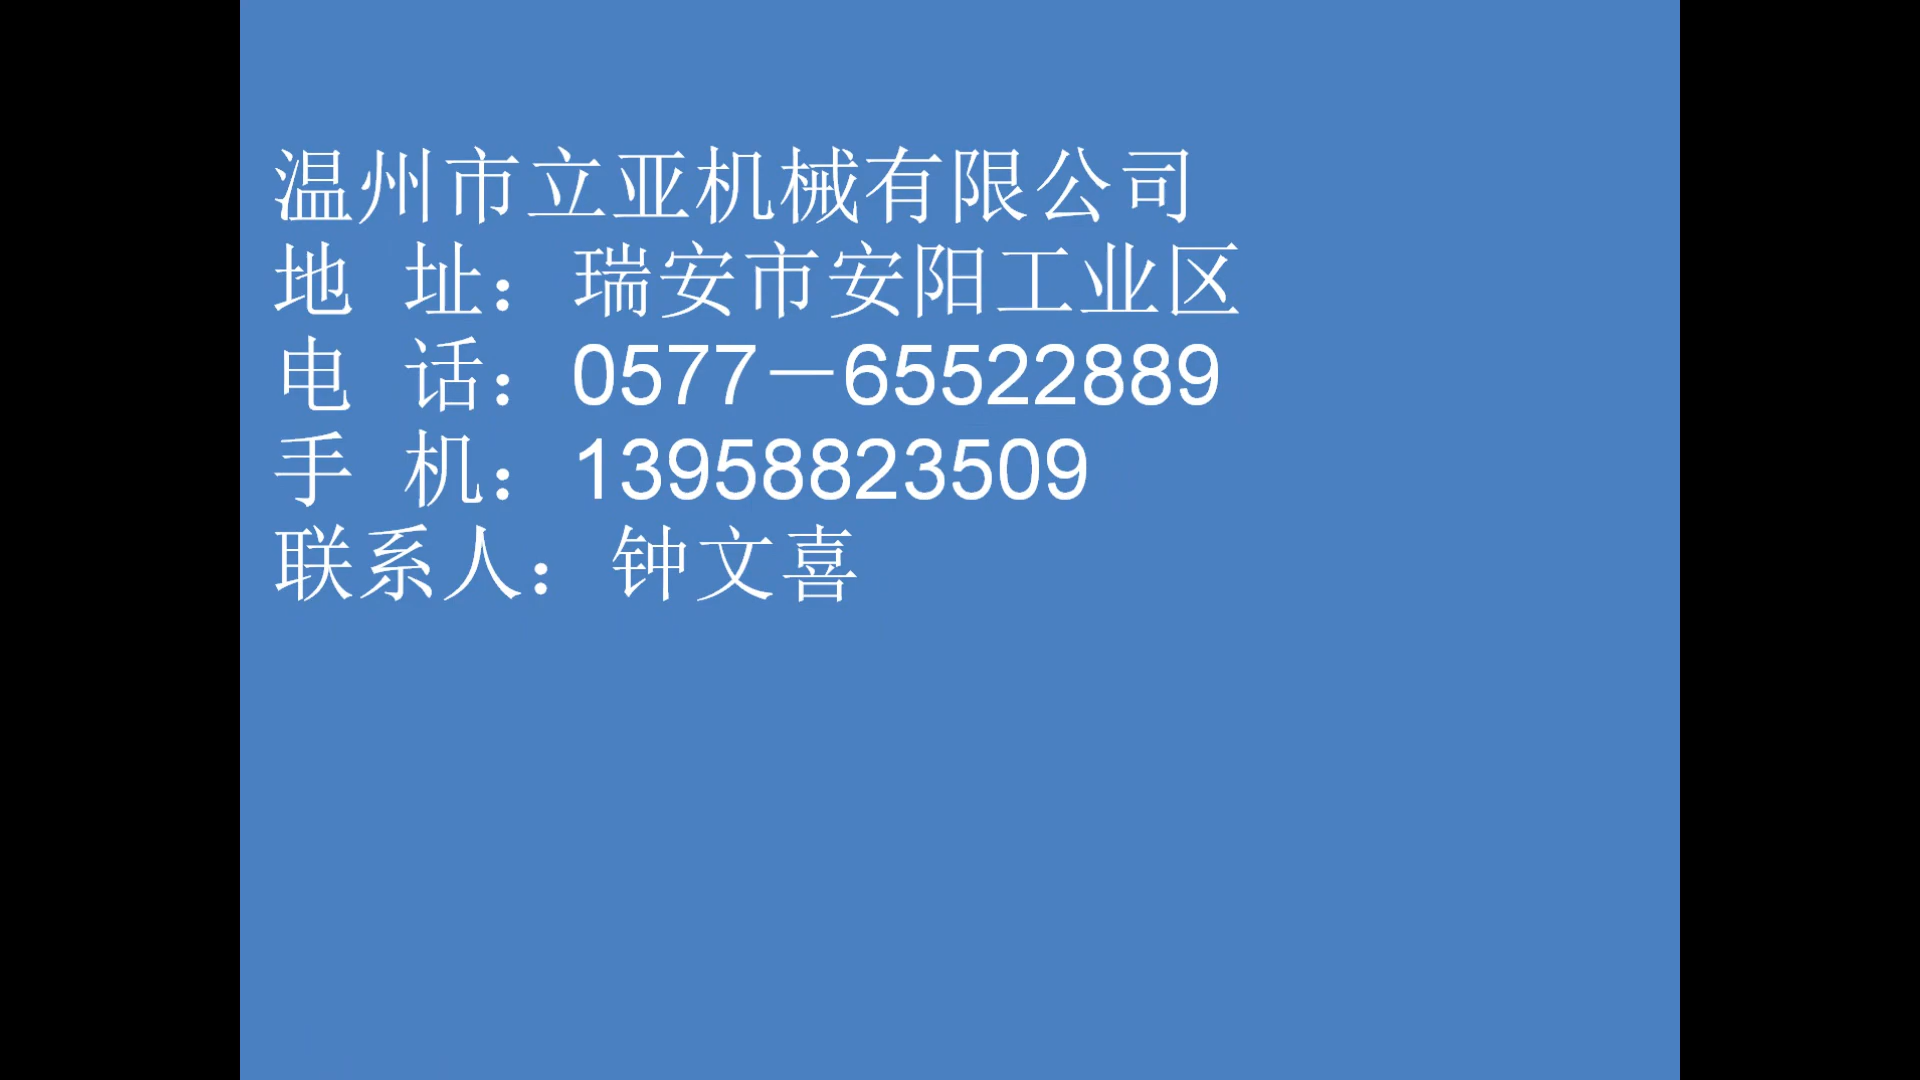 温州市立亚机械有限公司
地 址：瑞安市安阳工业区
电 话：0577－65522889
手 机：13958823509
联系人：钟文喜